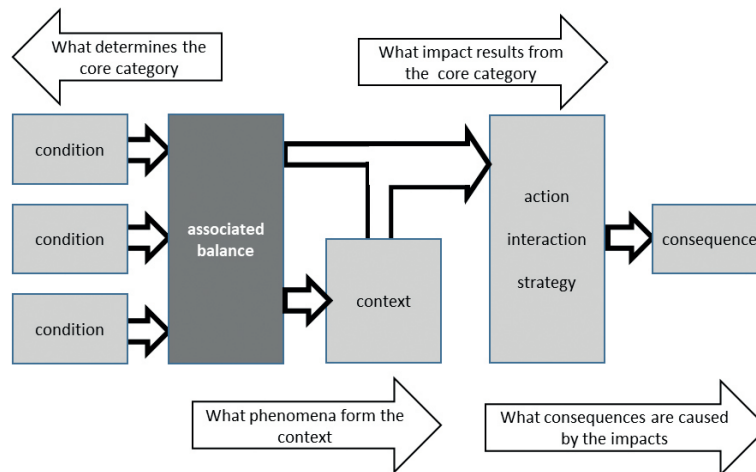 What determines the
core category
What impact results from
the core category
condition
condition
condition
associated
balance
context
action
interaction
strategy
consequence
What phenomena form the
context
What consequences are caused
by the impacts